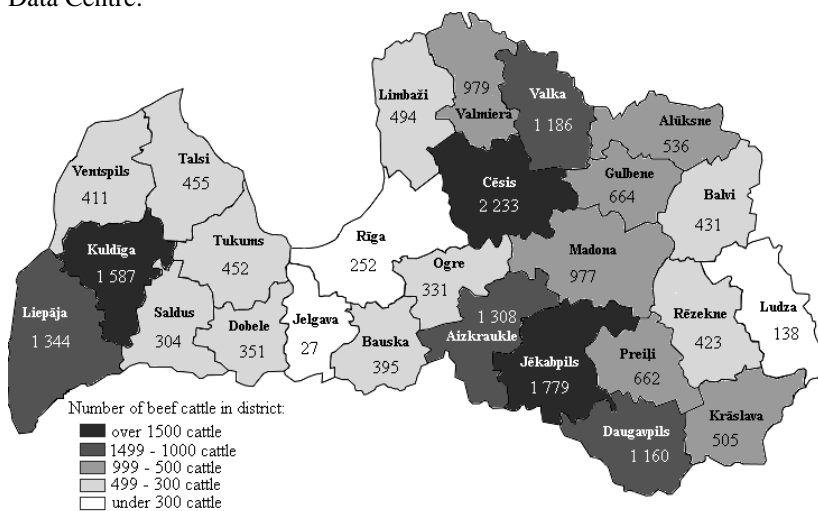 Data Centre.
Limbaži
494
979
Valmiera
Valka
1 186
Alūksne
536
Ventspils
411
Talsi
455
Cēsis
2 233
Gulbene
664
Balvi
431
Kuldīga
1 587
Tukums
452
Rīga
252
Ogre
331
Madona
977
Liepāja
1 344
Saldus
304
Dobele
351
Jelgava
27
Bauska
395
1 308
Aizkraukle
Jēkabpils
1 779
Preiļi
662
Rēzekne
423
Ludza
138
Daugavpils
1 160
Krāslava
505
Number of beef cattle in district:
over 1500 cattle
1499 - 1000 cattle
999 - 500 cattle
499 - 300 cattle
under 300 cattle